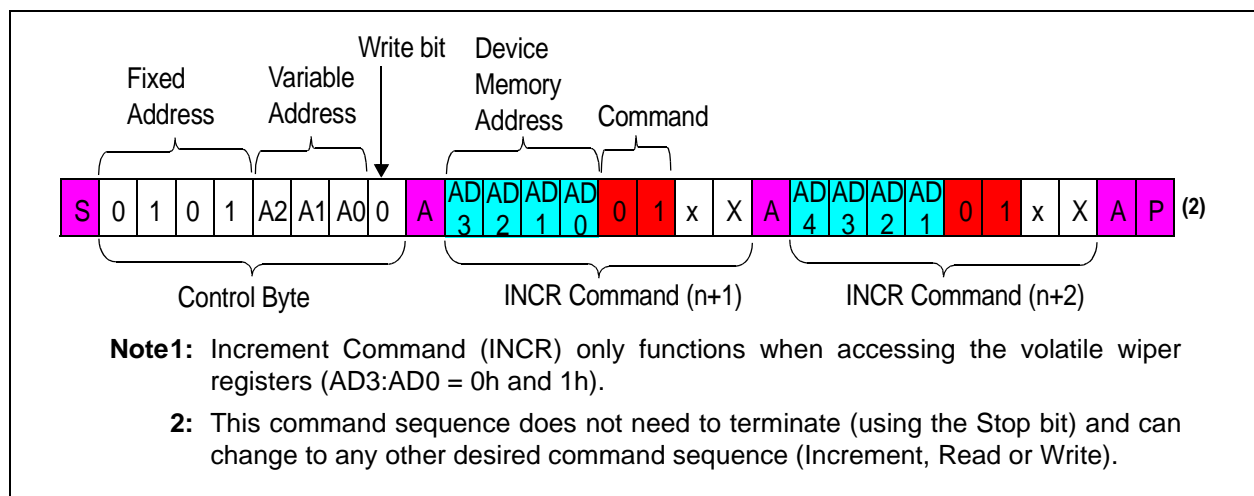 Write bit
Fixed Address
Variable Address
Device Memory Address
Command
S 0 1 0 1 A2 A1 A0 0 A AD3 AD2 AD1 AD0 0 1 x X A AD4 AD3 AD2 AD1 0 1 x X A P (2)
Control Byte
INCR Command (n+1)
INCR Command (n+2)
Note1: Increment Command (INCR) only functions when accessing the volatile wiper
registers (AD3:AD0 = 0h and 1h).
2: This command sequence does not need to terminate (using the Stop bit) and can
change to any other desired command sequence (Increment, Read or Write).